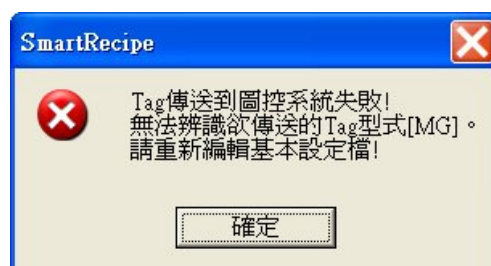 SmartRecipe
Tag傳送到圖控系統失敗!
無法辨識欲傳送的Tag型式[MG]。
請重新編輯基本設定檔!
確定